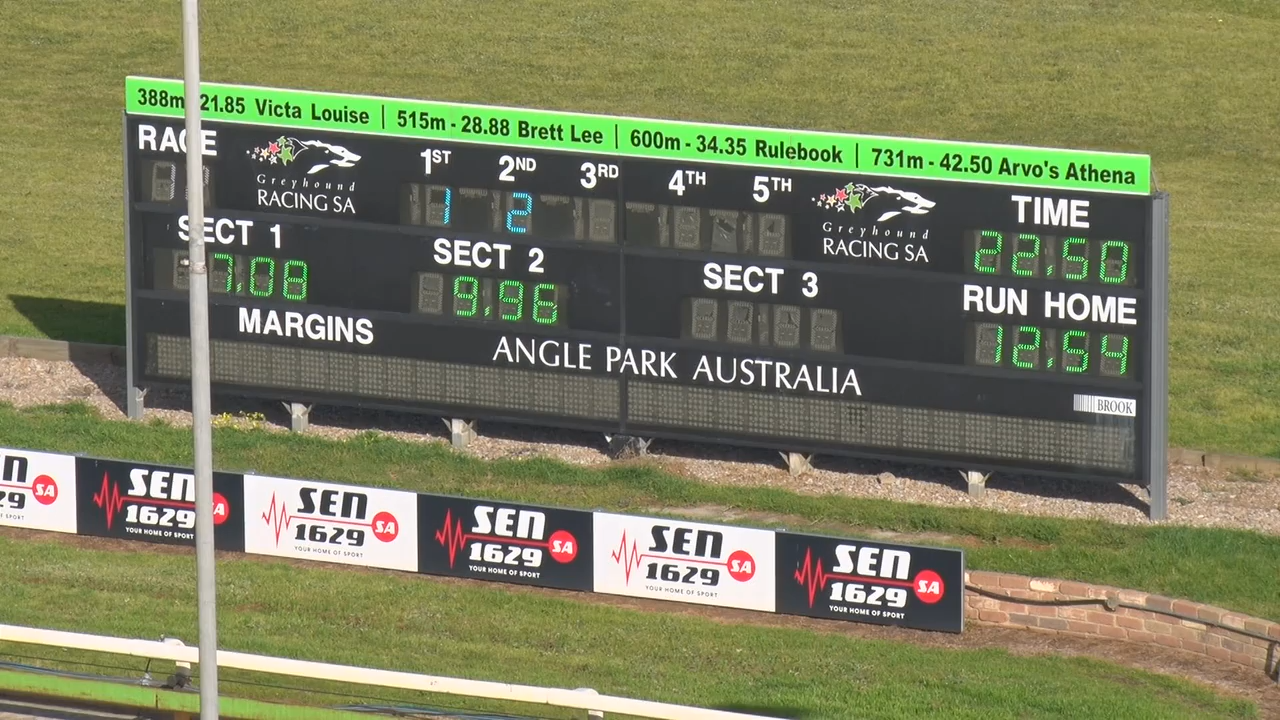 388m 21.85 Victa Louise | 515m - 28.88 Brett Lee | 600m - 34.35 Rulebook | 731m - 42.50 Arvo's Athena
RACE
Greyhound
RACING SA
1ST 2ND 3RD 4TH 5TH
1 2
Greyhound
RACING SA
TIME
22.50
SECT 1
7.08
SECT 2
9.96
SECT 3
RUN HOME
12.54
MARGINS
ANGLE PARK AUSTRALIA
BROOK
N
29
SA
SEN
1629
SA
YOUR HOME OF SPORT
SEN
1629
SA
YOUR HOME OF SPORT
SEN
1629
SA
YOUR HOME OF SPORT
SEN
1629
SA
YOUR HOME OF SPORT
SEN
1629
SA
YOUR HOME OF SPORT